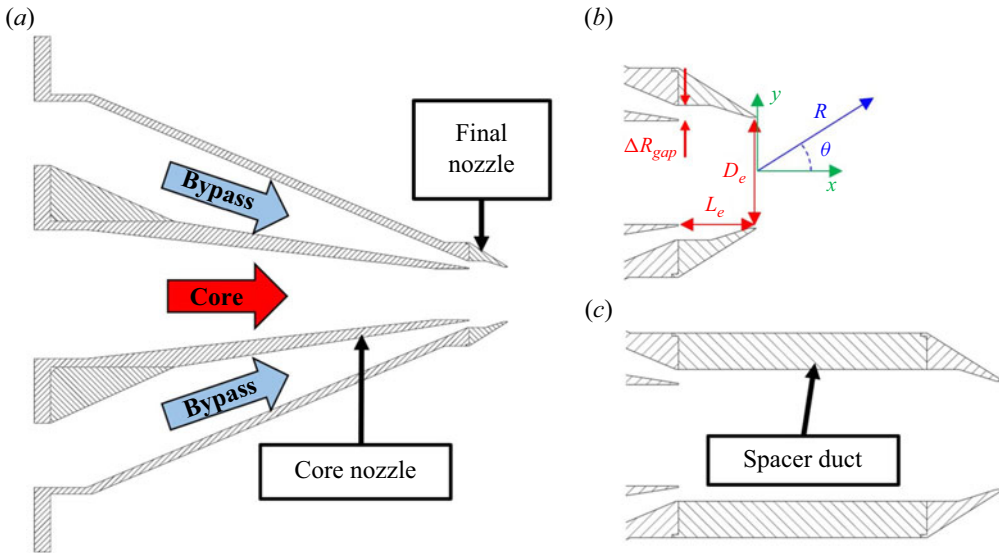 (a)
Bypass
Core
Bypass
Final
nozzle
Core nozzle
(b)
y
R
ΔR_gap
D_e
θ
x
L_e
(c)
Spacer duct